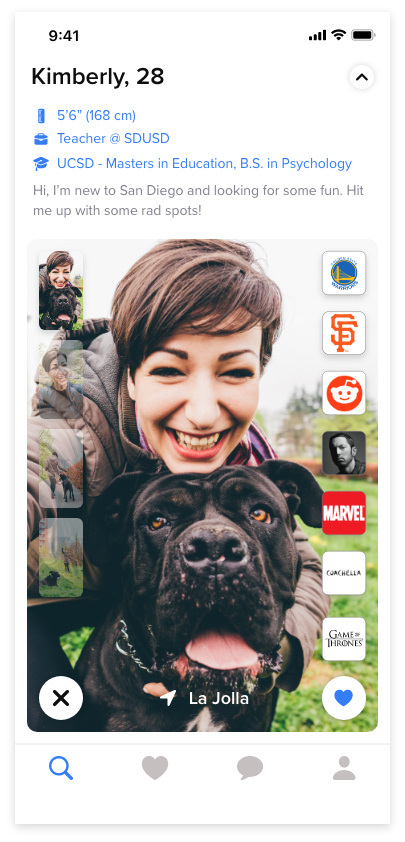 9:41
Kimberly, 28
5’6" (168 cm)
Teacher @ SDUSD
UCSD - Masters in Education, B.S. in Psychology
Hi, I’m new to San Diego and looking for some fun. Hit
me up with some rad spots!
WARRIORS
SF
MARVEL
COACHELLA
GAME OF
THRONES
La Jolla